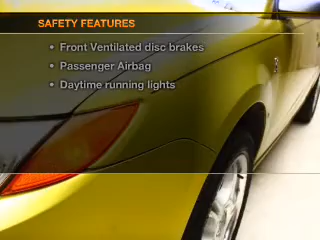 SAFETY FEATURES
• Front Ventilated disc brakes
• Passenger Airbag
• Daytime running lights